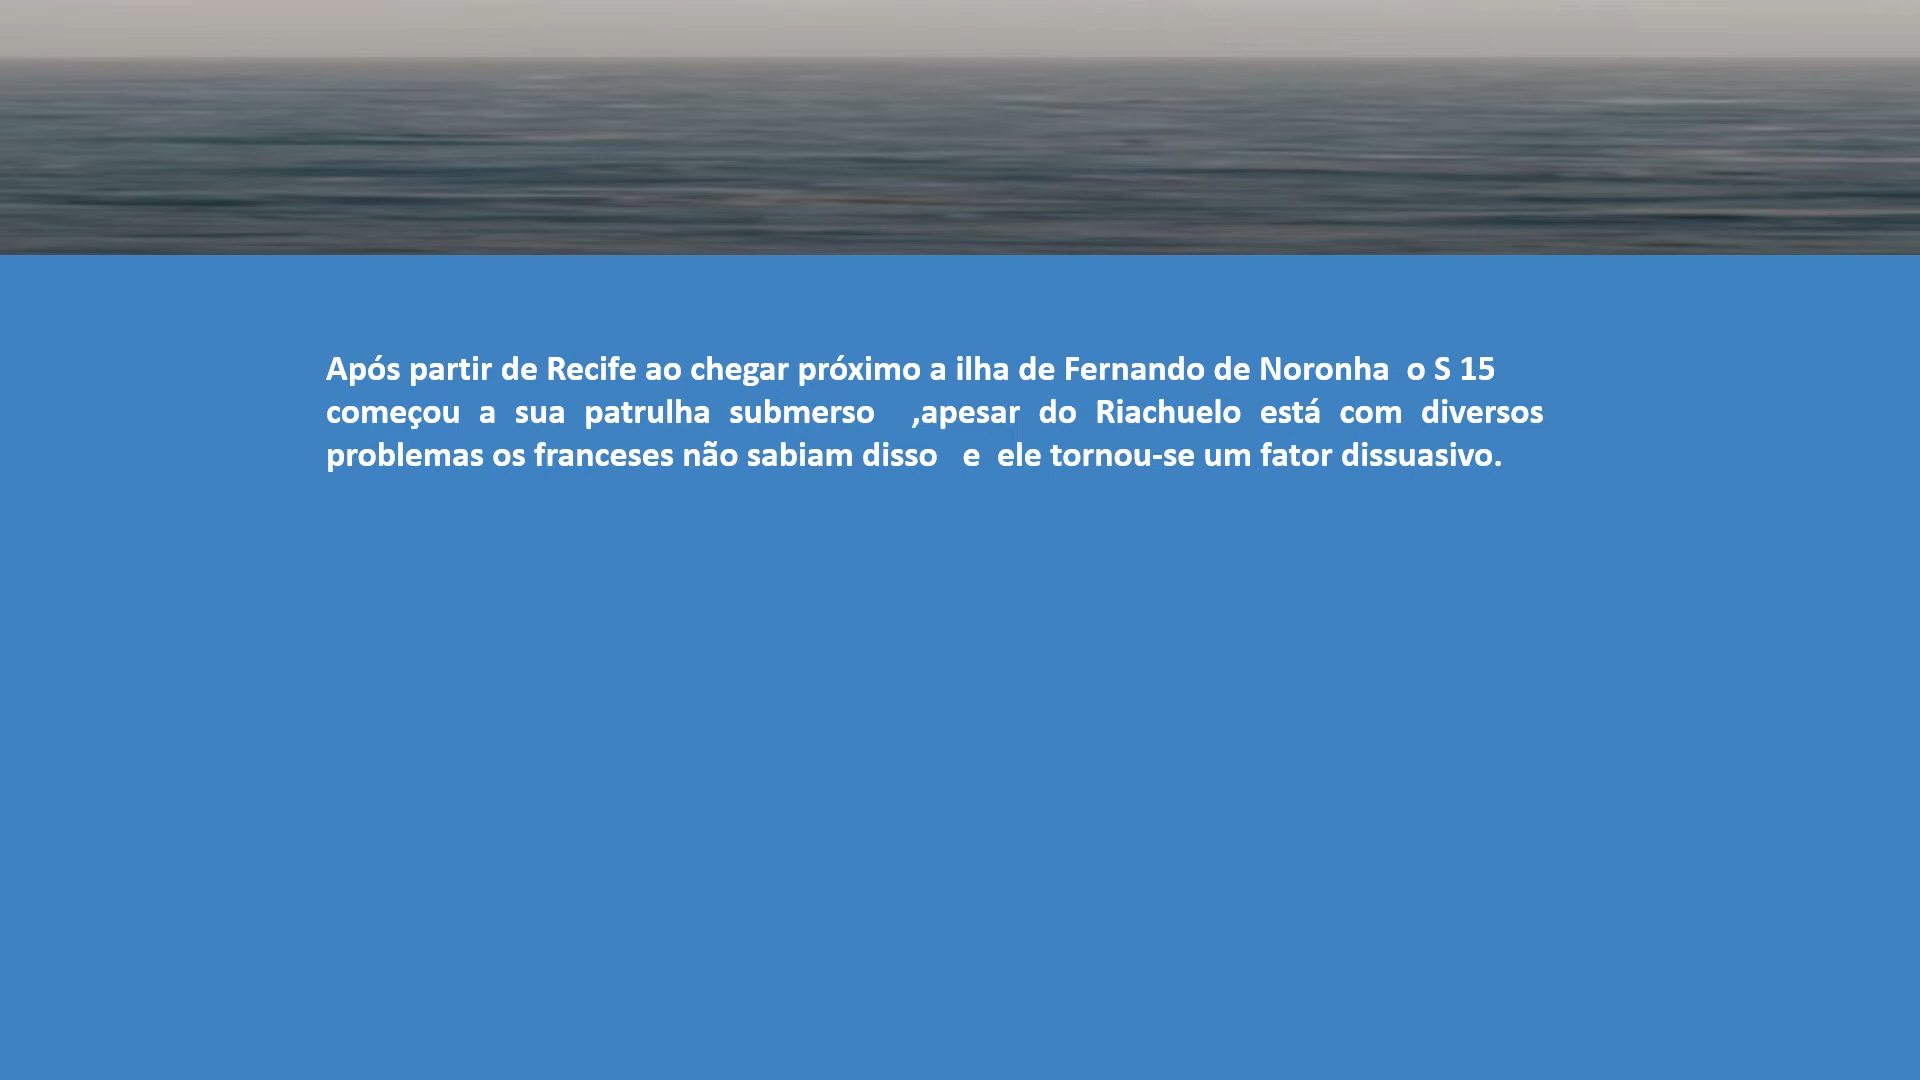 Após partir de Recife ao chegar próximo a ilha de Fernando de Noronha  o S 15
começou a sua patrulha submerso  ,apesar do Riachuelo está com diversos
problemas os franceses não sabiam disso   e  ele tornou-se um fator dissuasivo.